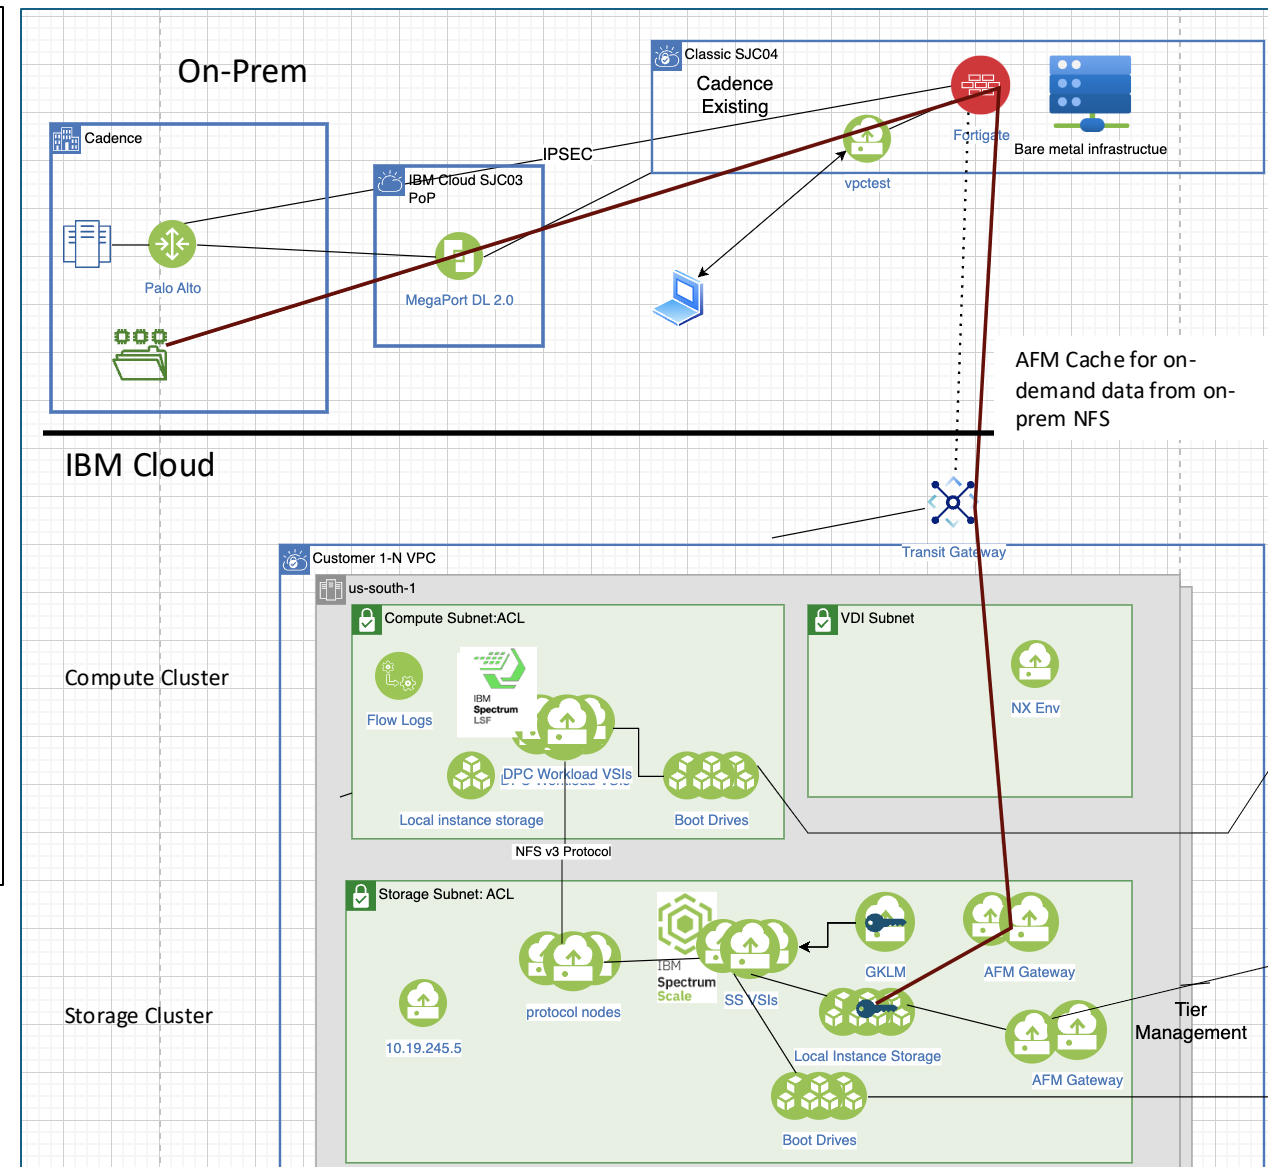 On-Prem
Classic SJC04
Cadence
Existing
Cadence
IPSEC
Fortigate
Bare metal infrastructue
IBM Cloud SJC03
PoP
vpctest
Palo Alto
MegaPort DL 2.0
AFM Cache for on-
demand data from on-
prem NFS
IBM Cloud
Transit Gateway
Customer 1-N VPC
us-south-1
Compute Subnet:ACL
VDI Subnet
Compute Cluster
IBM
Spectrum
LSF
Flow Logs
NX Env
DPC Workload VSIs
DPC Workload VSIs
Local instance storage
Boot Drives
NFS v3 Protocol
Storage Subnet: ACL
IBM
Spectrum
Scale
GKLM
AFM Gateway
SS VSIs
protocol nodes
Storage Cluster
Tier
Management
10.19.245.5
Local Instance Storage
AFM Gateway
Boot Drives